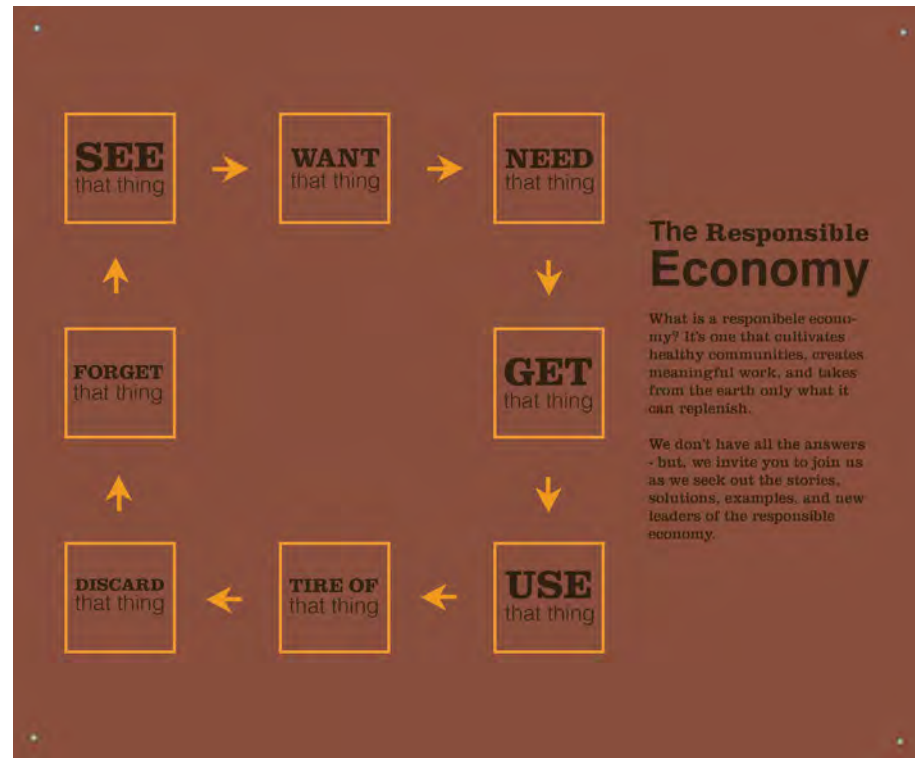 SEE
that thing
WANT
that thing
NEED
that thing
GET
that thing
USE
that thing
TIRE OF
that thing
DISCARD
that thing
FORGET
that thing
The Responsible
Economy
What is a responibele econo-
my? It's one that cultivates
healthy communities, creates
meaningful work, and takes
from the earth only what it
can replenish.
We don't have all the answers
- but, we invite you to join us
as we seek out the stories,
solutions, examples, and new
leaders of the responsible
economy.